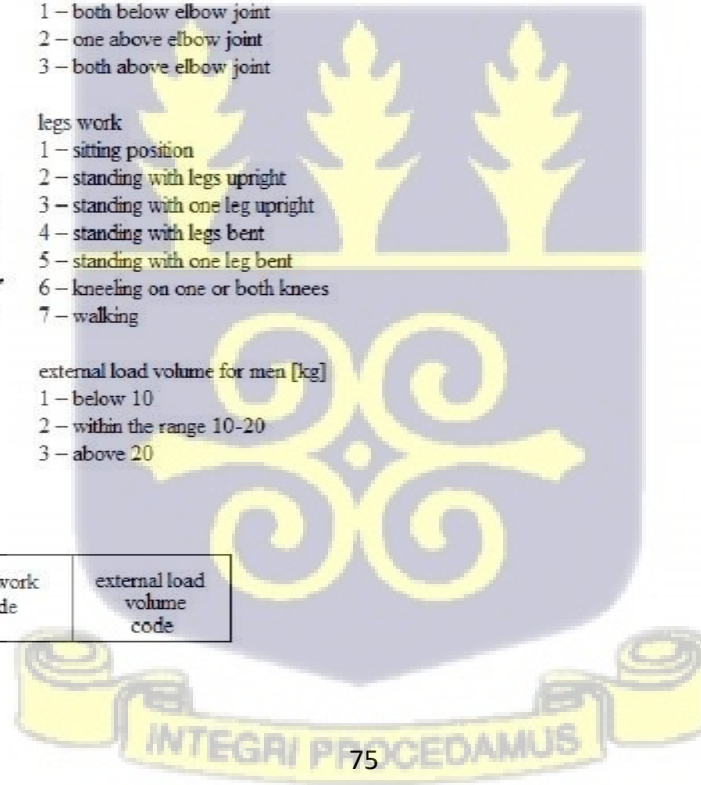 1 – both below elbow joint
2 – one above elbow joint
3 – both above elbow joint
legs work
1 – sitting position
2 – standing with legs upright
3 – standing with one leg upright
4 – standing with legs bent
5 – standing with one leg bent
6 – kneeling on one or both knees
7 – walking
external load volume for men [kg]
1 – below 10
2 – within the range 10-20
3 – above 20
work
external load
volume
code
INTEGRI PROCEDAMUS
75